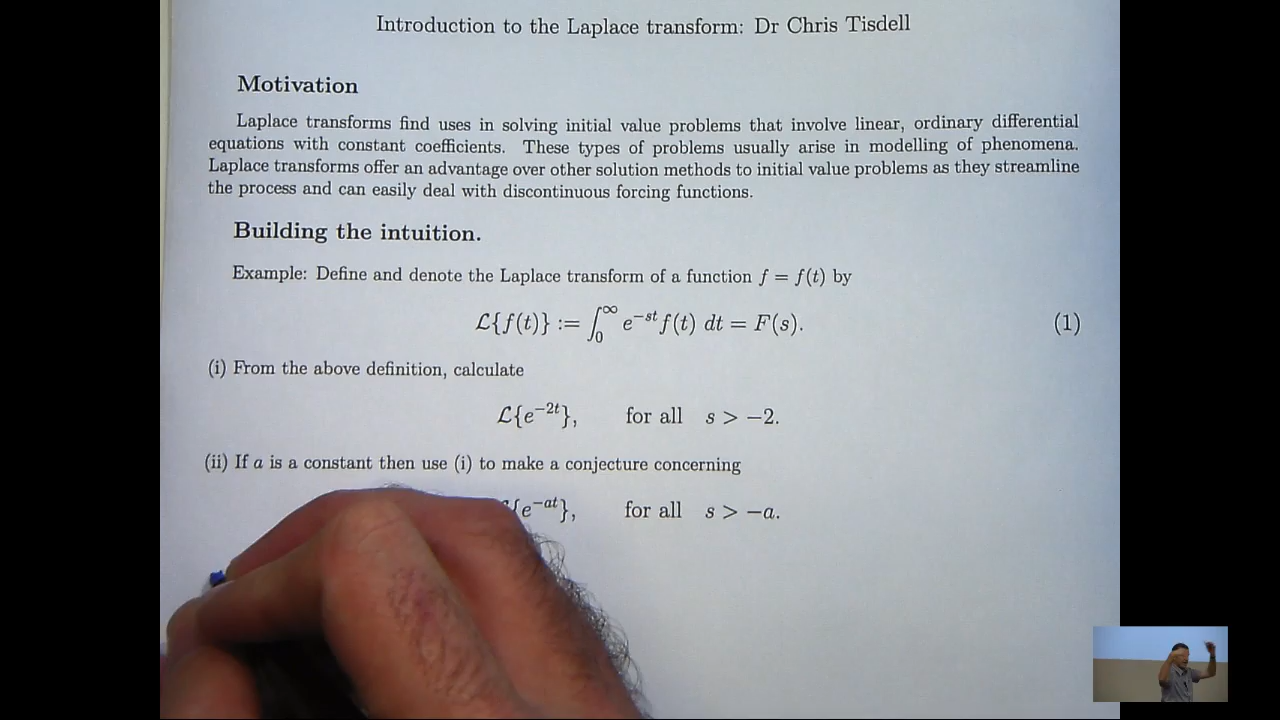 Introduction to the Laplace transform: Dr Chris Tisdell
Motivation
Laplace transforms find uses in solving initial value problems that involve linear, ordinary differential
equations with constant coefficients. These types of problems usually arise in modelling of phenomena.
Laplace transforms offer an advantage over other solution methods to initial value problems as they streamline
the process and can easily deal with discontinuous forcing functions.
Building the intuition.
Example: Define and denote the Laplace transform of a function f = f(t) by
ℒ{f(t)} := ∫₀^∞ e^{−st} f(t) dt = F(s). (1)
(i) From the above definition, calculate
ℒ{e^{−2t}}, for all s > −2.
(ii) If a is a constant then use (i) to make a conjecture concerning
{e^{−at}}, for all s > −a.